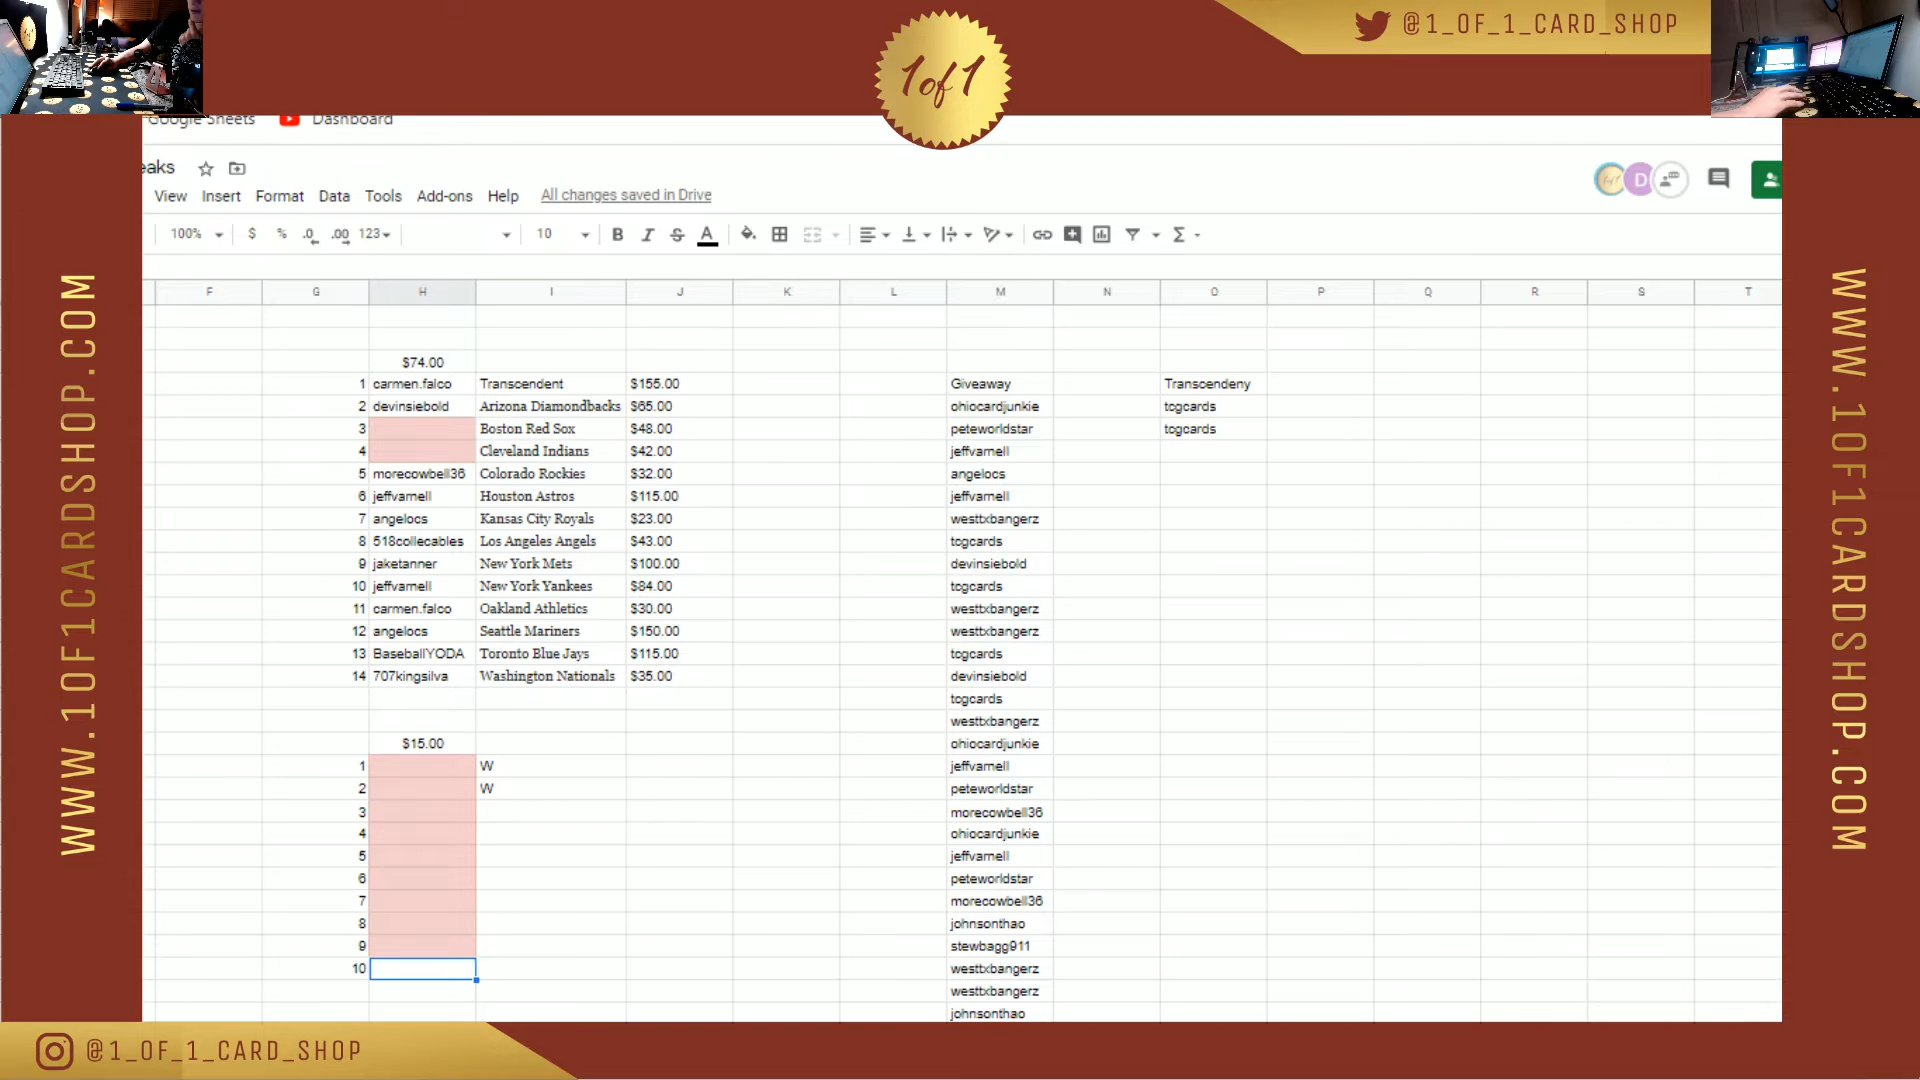 @1_OF_1_CARD_SHOP
1of1
Google Sheets Dashboard
eaks
View Insert Format Data Tools Add-ons Help All changes saved in Drive
D
100% $ % .0 .00 123 10 B I S A
F G H I J K L M N O P Q R S T
$74.00
1 carmen.falco Transcendent $155.00 Giveaway Transcendeny
2 devinsiebold Arizona Diamondbacks $65.00 ohiocardjunkie tcgcards
3 Boston Red Sox $48.00 peteworldstar togcards
4 Cleveland Indians $42.00 jeffvarnell
5 morecowbell36 Colorado Rockies $32.00 angelocs
6 jeffvarnell Houston Astros $115.00 jeffvarnell
7 angelocs Kansas City Royals $23.00 westtxbangerz
8 518collecables Los Angeles Angels $43.00 tcgcards
9 jaketanner New York Mets $100.00 devinsiebold
10 jeffvarnell New York Yankees $84.00 tcgcards
11 carmen.falco Oakland Athletics $30.00 westtxbangerz
12 angelocs Seattle Mariners $150.00 westtxbangerz
13 BaseballYODA Toronto Blue Jays $115.00 tcgcards
14 707kingsilva Washington Nationals $35.00 devinsiebold
tcgcards
westtxbangerz
$15.00 ohiocardjunkie
1 W jeffvarnell
2 W peteworldstar
3 morecowbell36
4 ohiocardjunkie
5 jeffvarnell
6 peteworldstar
7 morecowbell36
8 johnsonthao
9 stewbagg911
10 westtxbangerz
westtxbangerz
johnsonthao
WWW.1OF1CARDSHOP.COM
WWW.1OF1CARDSHOP.COM
@1_OF_1_CARD_SHOP